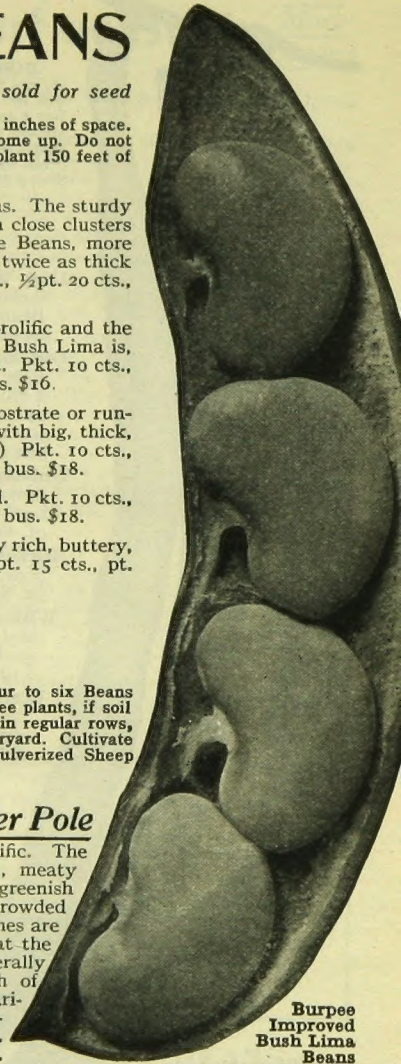 EANS
sold for seed
inches of space.
ome up. Do not
plant 150 feet of
s. The sturdy
close clusters
e Beans, more
twice as thick
., ½pt. 20 cts.,
rolific and the
Bush Lima is,
. Pkt. 10 cts.,
s. $16.
ostrate or run-
with big, thick,
) Pkt. 10 cts.,
bus. $18.
l. Pkt. 10 cts.,
bus. $18.
y rich, buttery,
pt. 15 cts., pt.
ur to six Beans
ee plants, if soil
in regular rows,
ryard. Cultivate
ulverized Sheep
er Pole
ific. The
, meaty
greenish
rowded
nes are
at the
erally
h of
ari-
Burpee
Improved
Bush Lima
Beans